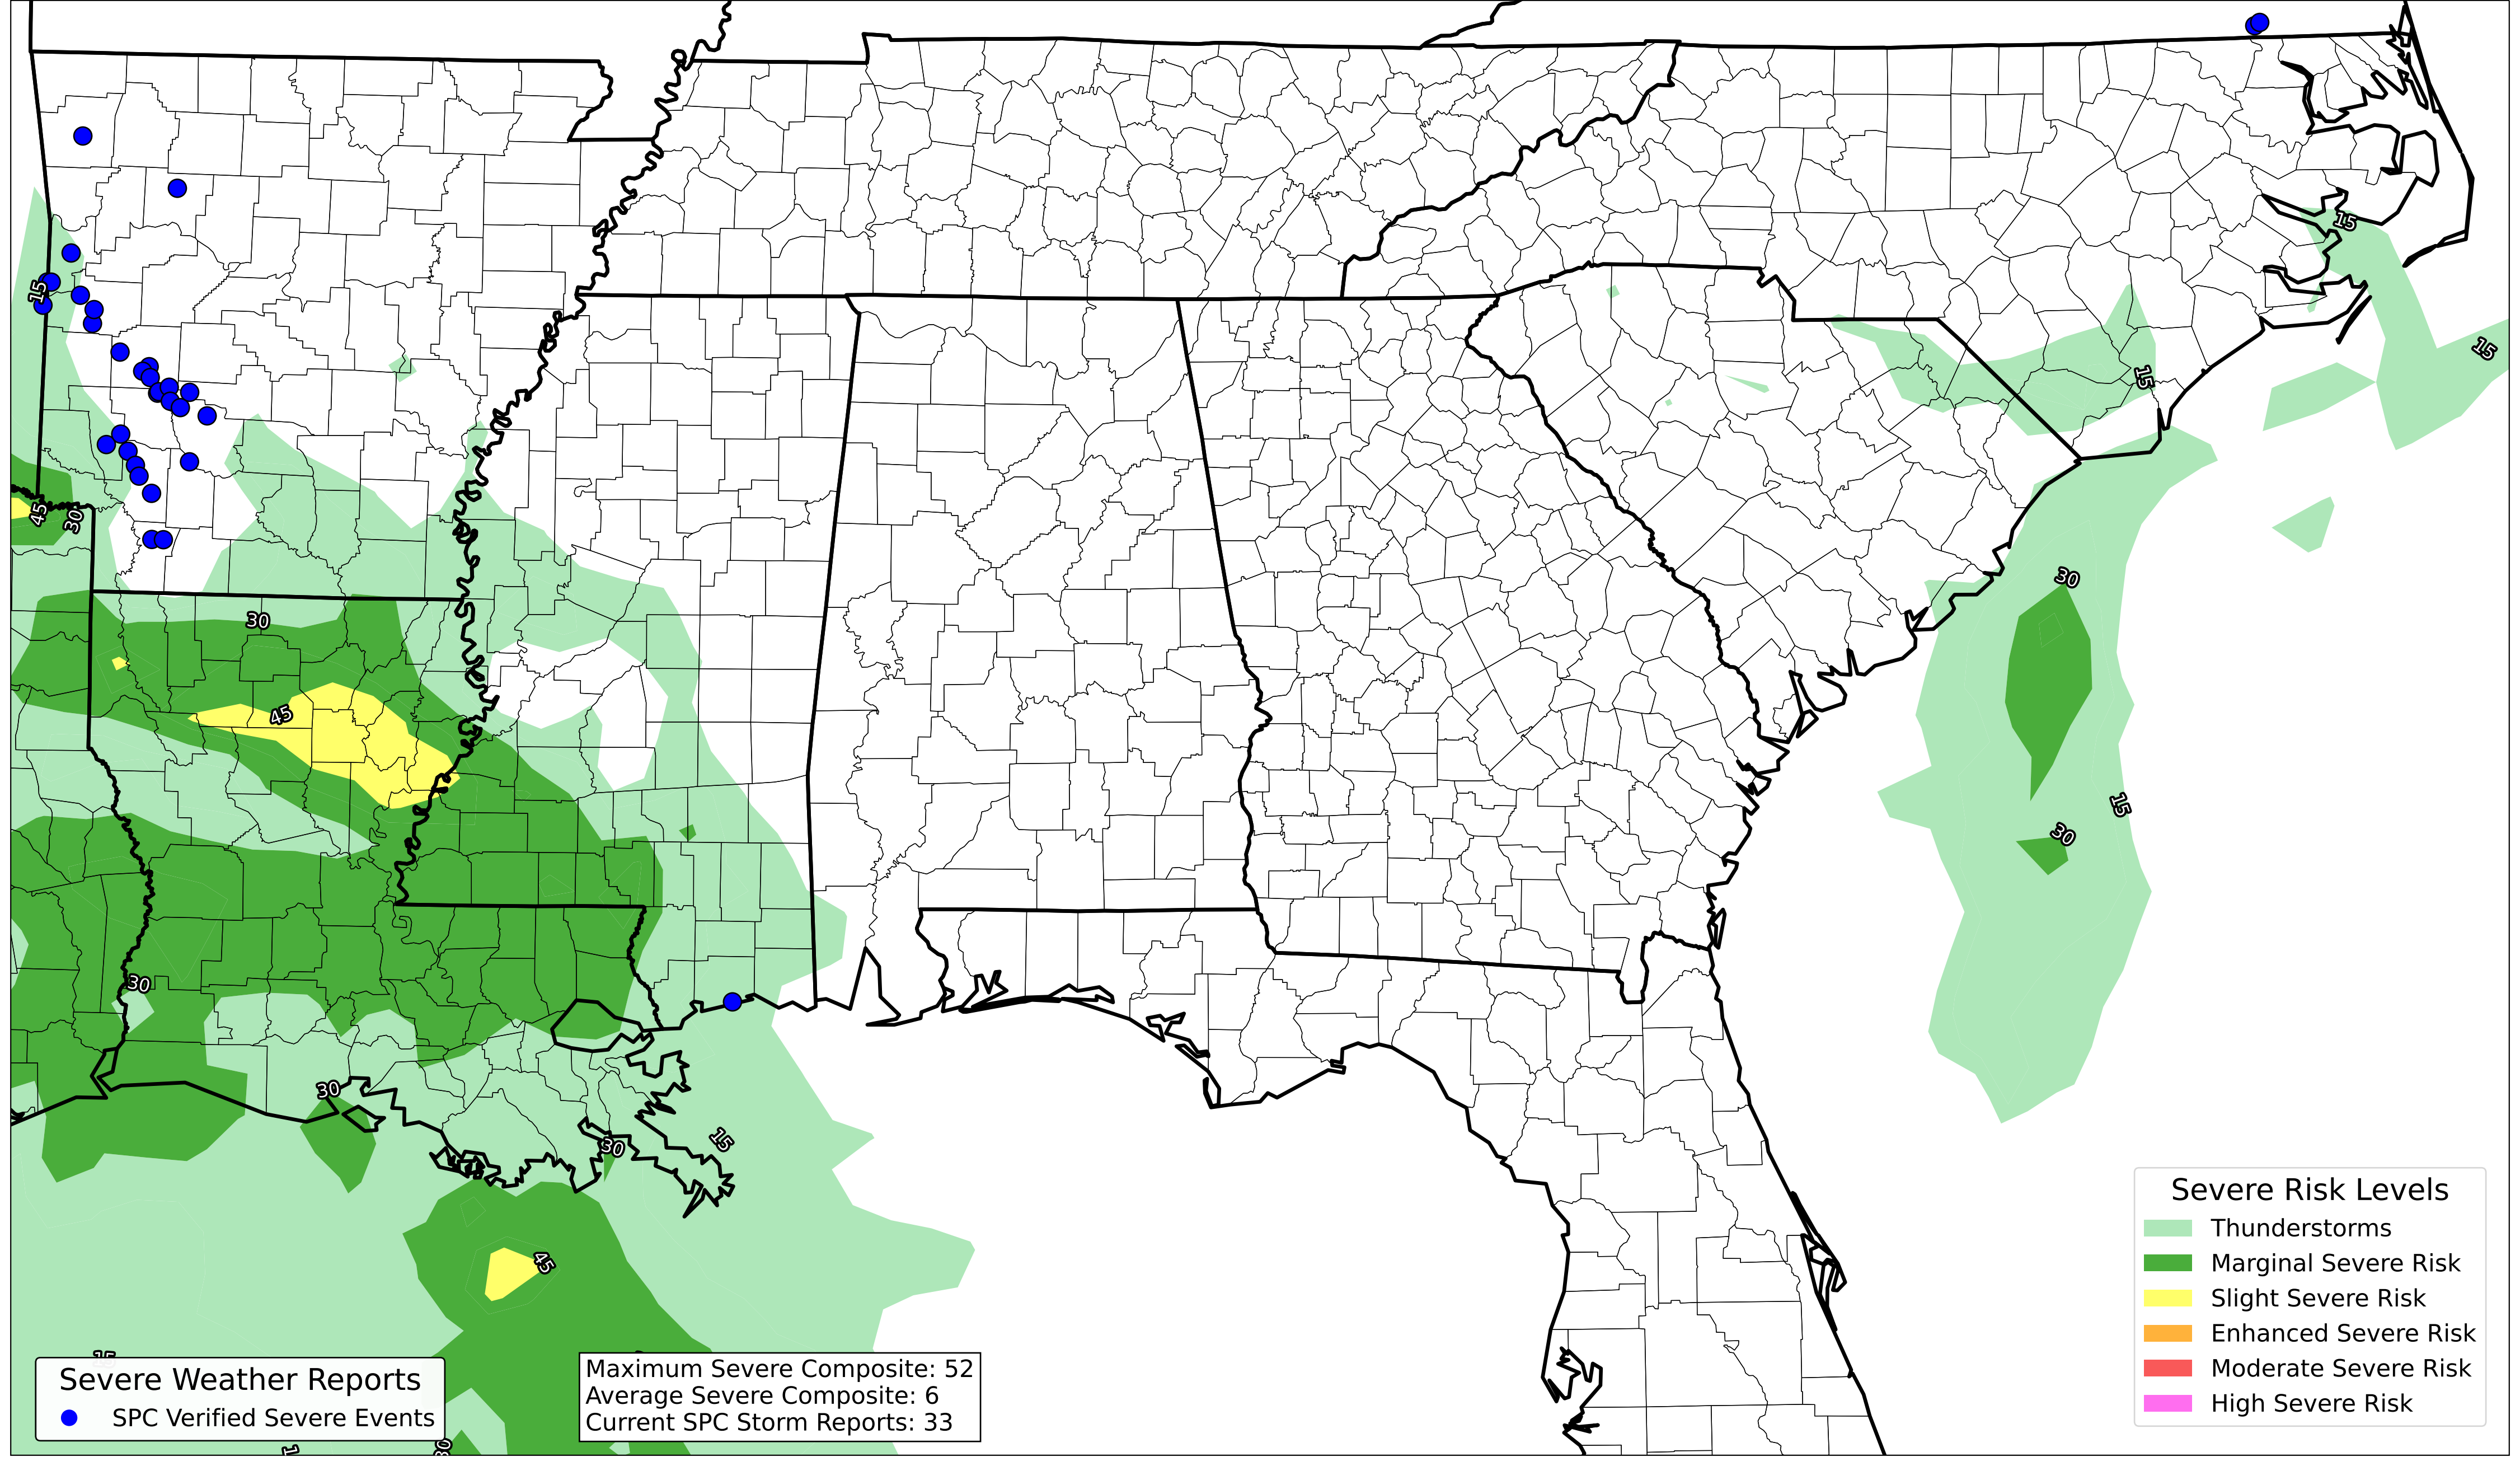 15
15
15
15
45
30
30
30
45
15
30
30
30
15
30
45
15
Severe Risk Levels
Thunderstorms
Marginal Severe Risk
Slight Severe Risk
Enhanced Severe Risk
Moderate Severe Risk
High Severe Risk
Severe Weather Reports
SPC Verified Severe Events
Maximum Severe Composite: 52
Average Severe Composite: 6
Current SPC Storm Reports: 33